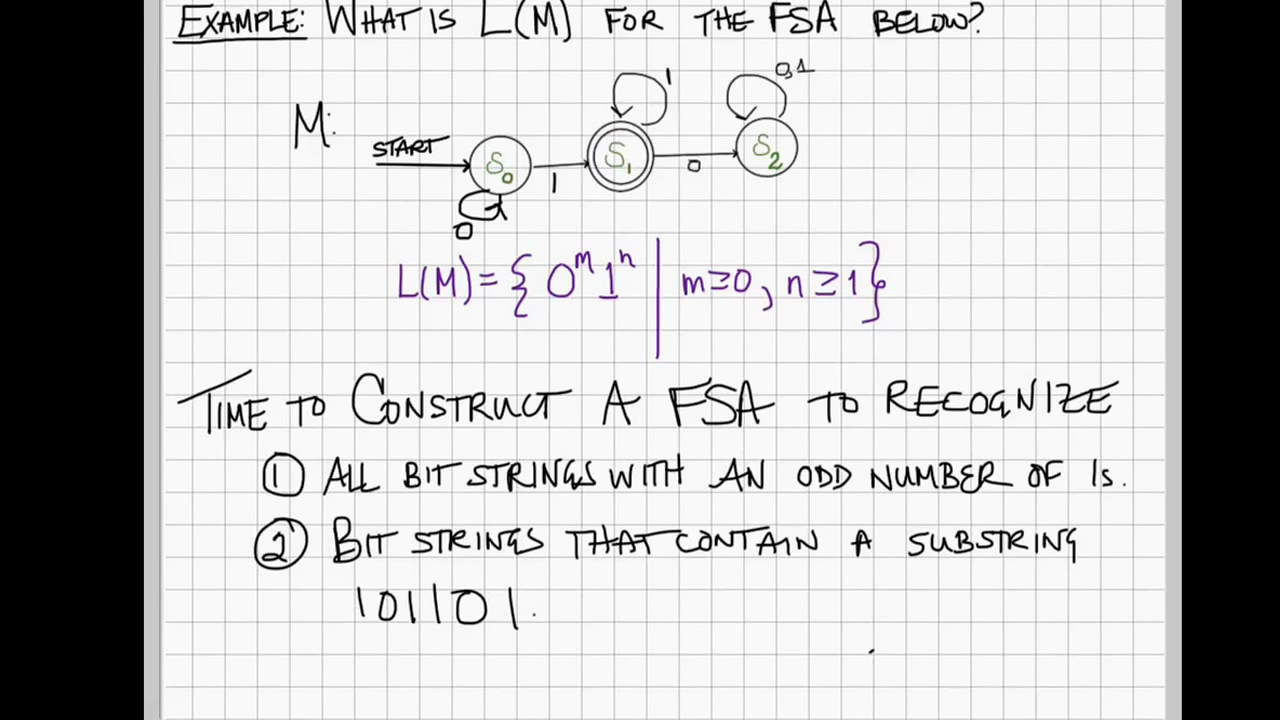 EXAMPLE: WHAT IS L(M) FOR THE FSA BELOW?
1 0,1
M:
START S₀ S₁ S₂
1 0
0
L(M) = { 0ᵐ 1ⁿ | m ≥ 0, n ≥ 1 }
TIME TO CONSTRUCT A FSA TO RECOGNIZE
① ALL BIT STRINGS WITH AN ODD NUMBER OF 1s.
② BIT STRINGS THAT CONTAIN A SUBSTRING
101101.